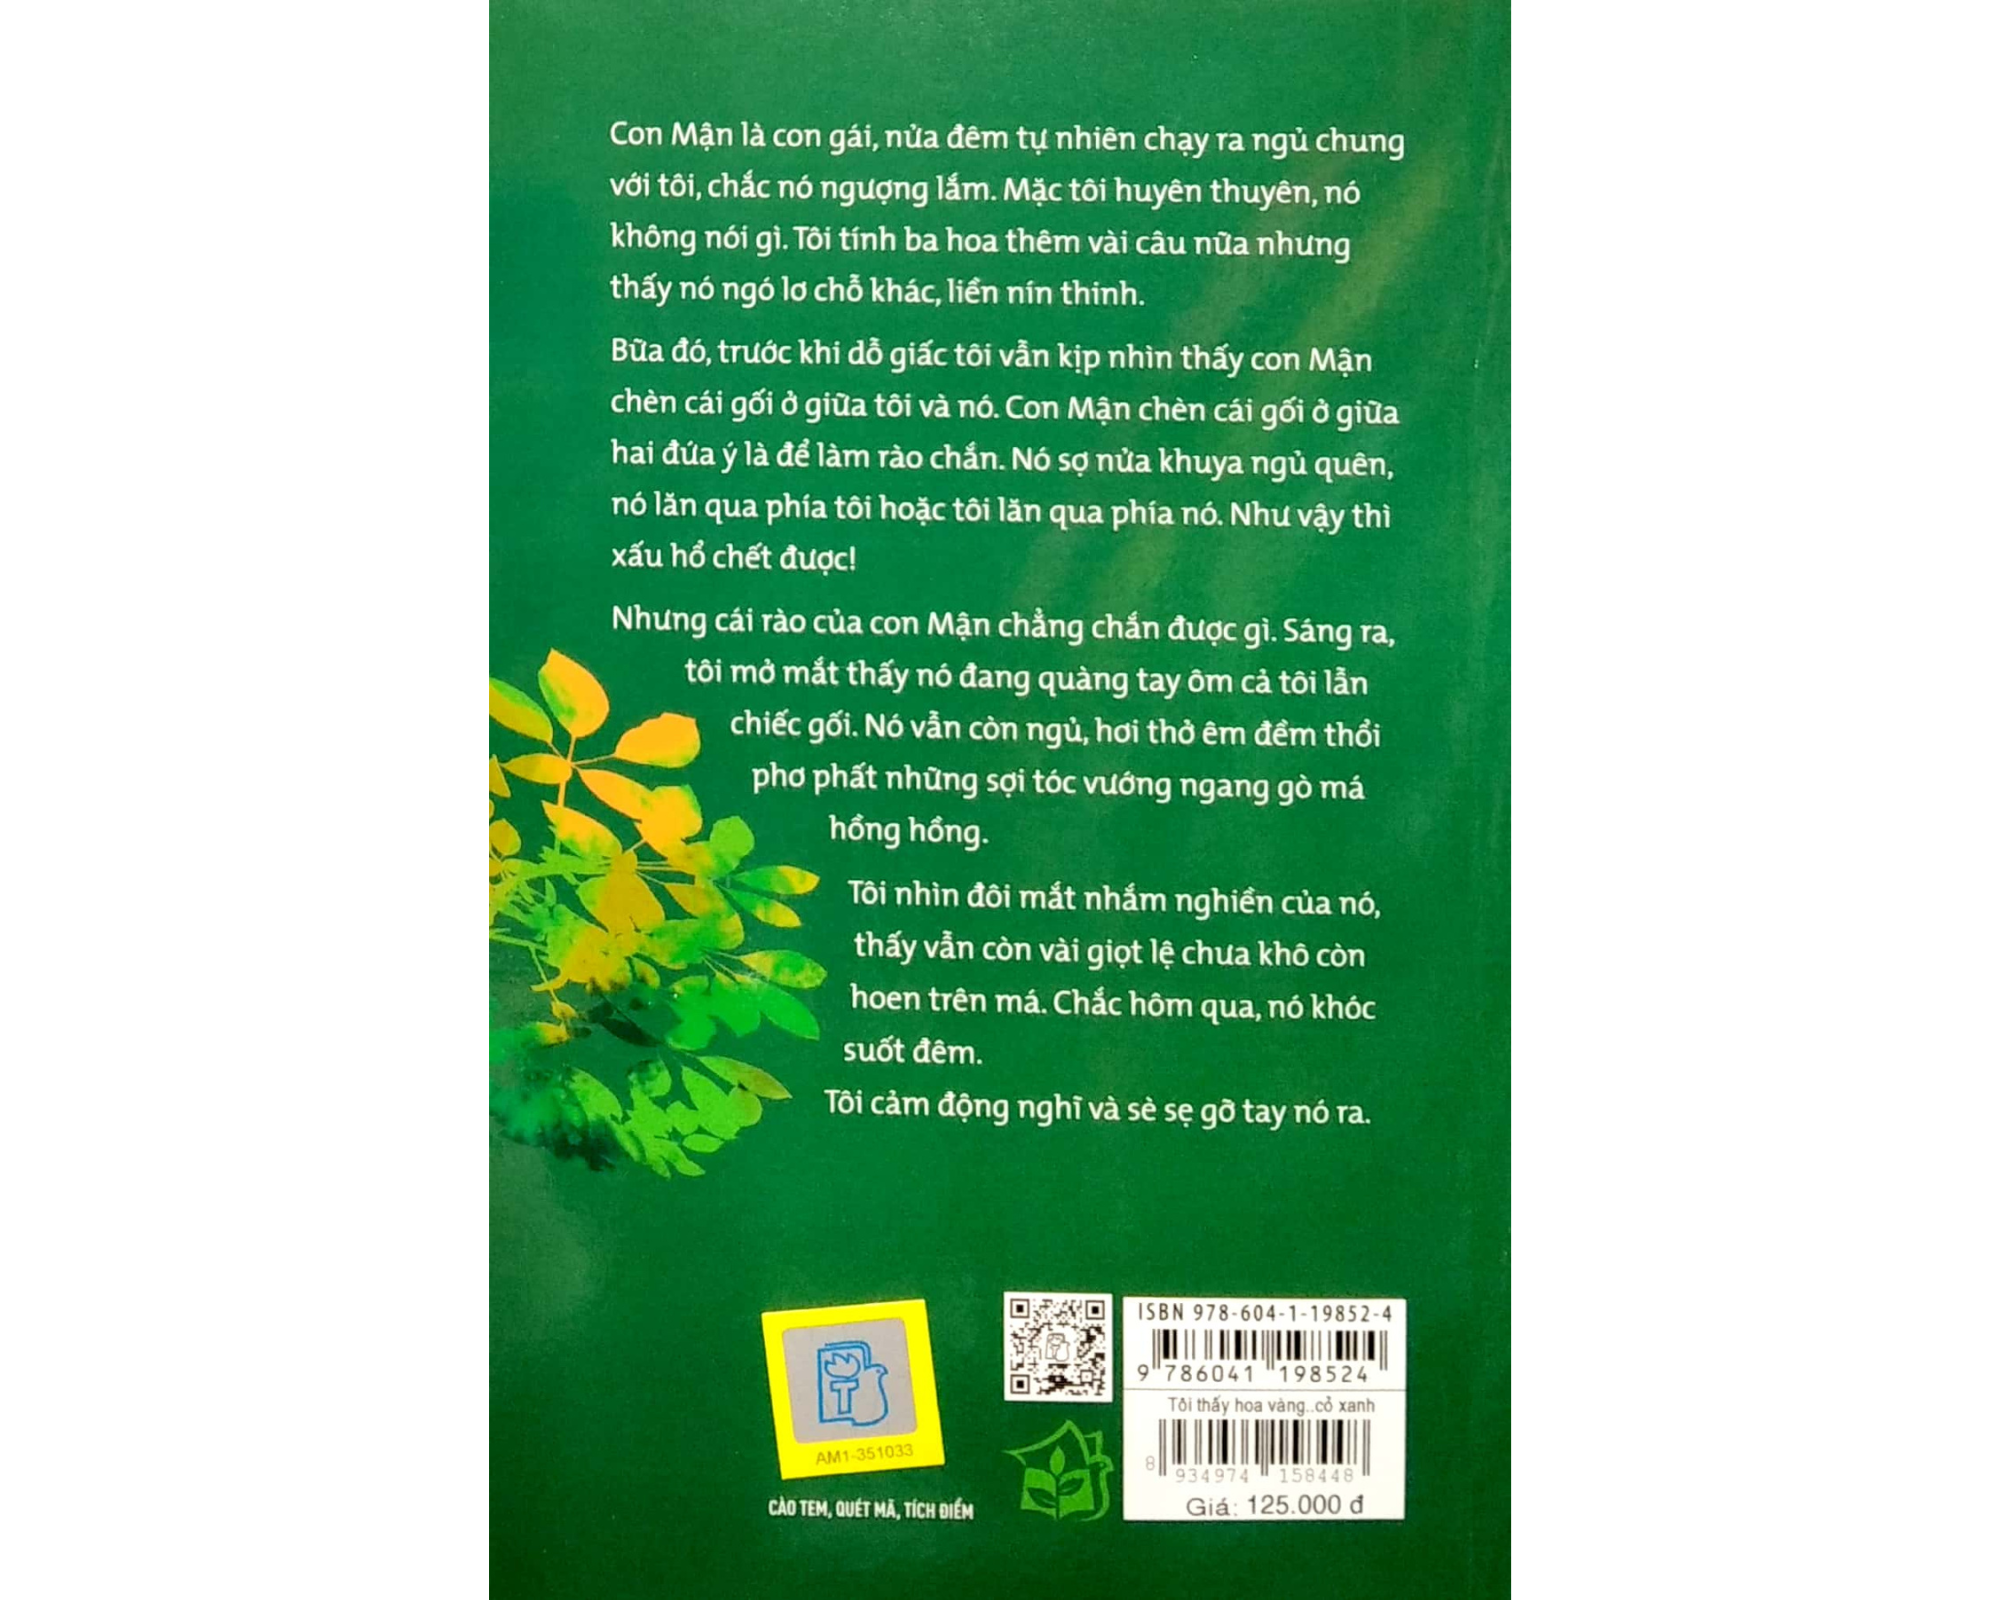 Con Mận là con gái, nửa đêm tự nhiên chạy ra ngủ chung
với tôi, chắc nó ngượng lắm. Mặc tôi huyên thuyên, nó
không nói gì. Tôi tính ba hoa thêm vài câu nữa nhưng
thấy nó ngó lơ chỗ khác, liền nín thinh.
Bữa đó, trước khi dỗ giấc tôi vẫn kịp nhìn thấy con Mận
chèn cái gối ở giữa tôi và nó. Con Mận chèn cái gối ở giữa
hai đứa ý là để làm rào chắn. Nó sợ nửa khuya ngủ quên,
nó lăn qua phía tôi hoặc tôi lăn qua phía nó. Như vậy thì
xấu hổ chết được!
Nhưng cái rào của con Mận chẳng chắn được gì. Sáng ra,
tôi mở mắt thấy nó đang quàng tay ôm cả tôi lẫn
chiếc gối. Nó vẫn còn ngủ, hơi thở êm đềm thổi
phơ phất những sợi tóc vướng ngang gò má
hồng hồng.
Tôi nhìn đôi mắt nhắm nghiền của nó,
thấy vẫn còn vài giọt lệ chưa khô còn
hoen trên má. Chắc hôm qua, nó khóc
suốt đêm.
Tôi cảm động nghĩ và sè sẹ gỡ tay nó ra.
T
AM1-351033
CÀO TEM, QUÉT MÃ, TÍCH ĐIỂM
ISBN 978-604-1-19852-4
9 786041 198524
Tôi thấy hoa vàng..cỏ xanh
8 934974 158448
Giá: 125.000 đ